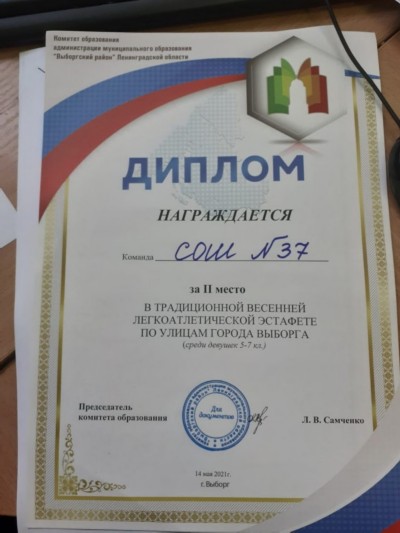 Комитет образования
администрации муниципального образования
"Выборгский район" Ленинградской области
ДИПЛОМ
НАГРАЖДАЕТСЯ
Команда СОШ №37
за II место
В ТРАДИЦИОННОЙ ВЕСЕННЕЙ
ЛЕГКОАТЛЕТИЧЕСКОЙ ЭСТАФЕТЕ
ПО УЛИЦАМ ГОРОДА ВЫБОРГА
(среди девушек 5-7 кл.)
Председатель
комитета образования
Для
документов
Л. В. Самченко
14 мая 2021г.
г. Выборг